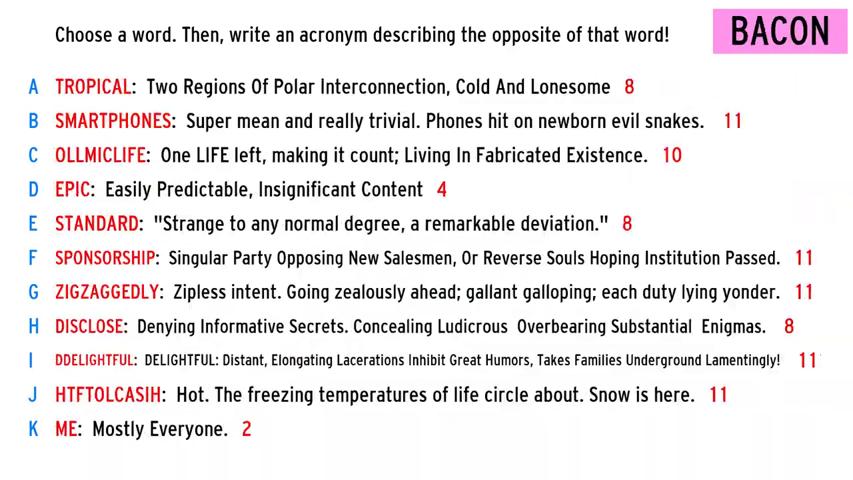 Choose a word. Then, write an acronym describing the opposite of that word!
BACON
A TROPICAL: Two Regions Of Polar Interconnection, Cold And Lonesome 8
B SMARTPHONES: Super mean and really trivial. Phones hit on newborn evil snakes. 11
C OLLMICLIFE: One LIFE left, making it count; Living In Fabricated Existence. 10
D EPIC: Easily Predictable, Insignificant Content 4
E STANDARD: "Strange to any normal degree, a remarkable deviation." 8
F SPONSORSHIP: Singular Party Opposing New Salesmen, Or Reverse Souls Hoping Institution Passed. 11
G ZIGZAGGEDLY: Zipless intent. Going zealously ahead; gallant galloping; each duty lying yonder. 11
H DISCLOSE: Denying Informative Secrets. Concealing Ludicrous Overbearing Substantial Enigmas. 8
I DDELIGHTFUL: DELIGHTFUL: Distant, Elongating Lacerations Inhibit Great Humors, Takes Families Underground Lamentingly! 11
J HTFTOLCASIH: Hot. The freezing temperatures of life circle about. Snow is here. 11
K ME: Mostly Everyone. 2